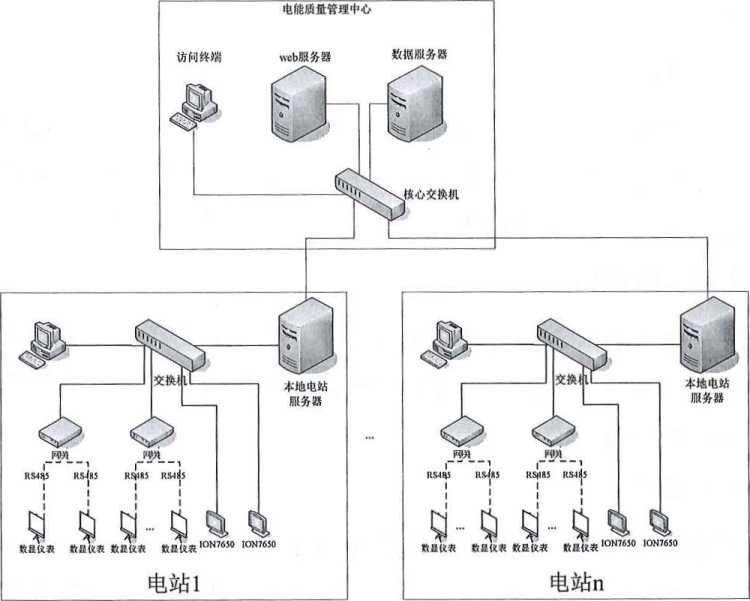 电能质量管理中心
访问终端
web服务器
数据服务器
核心交换机
交换机
本地电站
服务器
网关
网关
RS485
RS485
RS485
RS485
数显仪表
数显仪表
数显仪表
...
数显仪表
ION7650
ION7650
电站1
...
交换机
本地电站
服务器
网关
网关
RS485
RS485
RS485
RS485
数显仪表
...
数显仪表
数显仪表
...
数显仪表
ION7650
ION7650
电站n